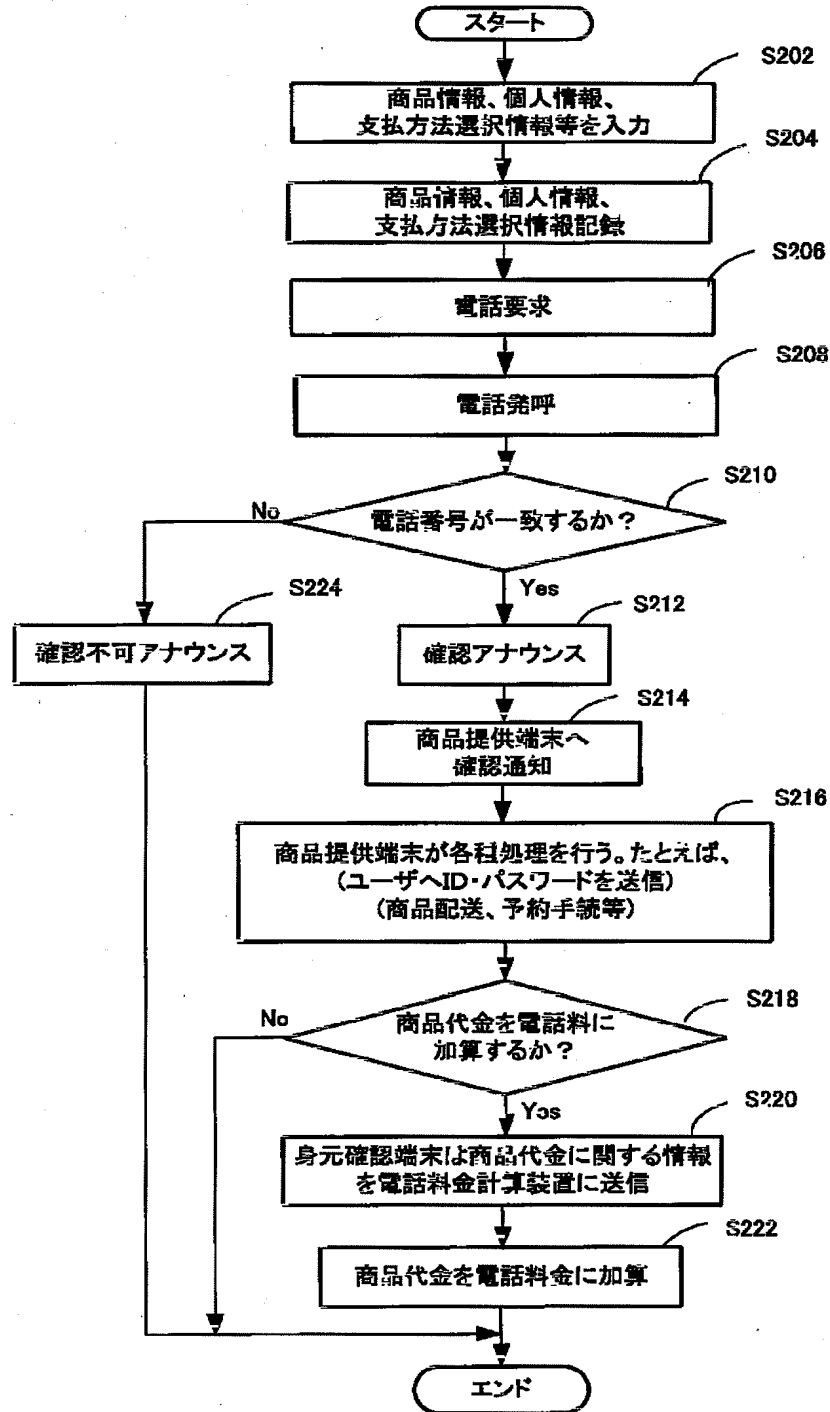 スタート
S202
商品情報、個人情報、
支払方法選択情報等を入力
S204
商品情報、個人情報、
支払方法選択情報記録
S206
電話要求
S208
電話発呼
S210
電話番号が一致するか?
No
Yes
S224
確認不可アナウンス
S212
確認アナウンス
S214
商品提供端末へ
確認通知
S216
商品提供端末が各種処理を行う。たとえば、
(ユーザへID・パスワードを送信)
(商品配送、予約手続等)
S218
商品代金を電話料に
加算するか?
No
Yes
S220
身元確認端末は商品代金に関する情報
を電話料金計算装置に送信
S222
商品代金を電話料金に加算
エンド